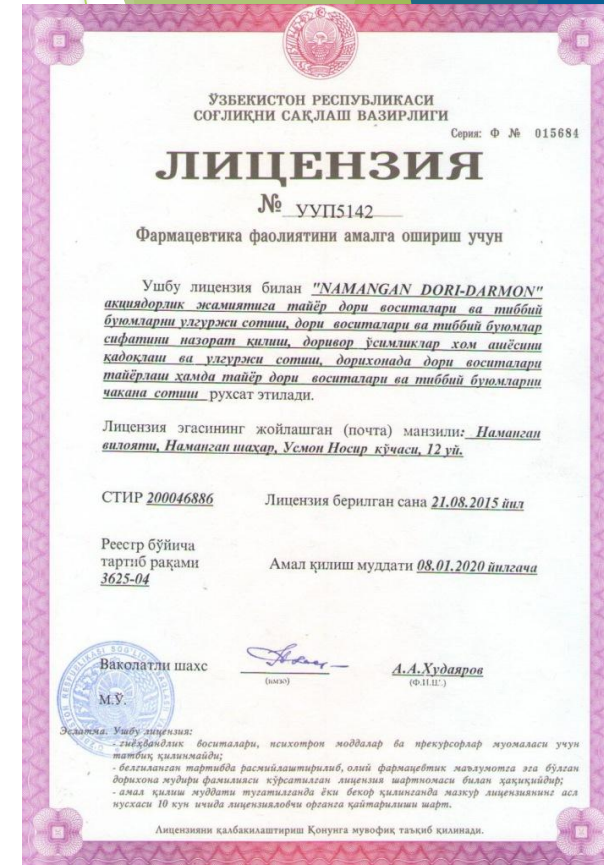 ЎЗБЕКИСТОН РЕСПУБЛИКАСИ
СОҒЛИҚНИ САҚЛАШ ВАЗИРЛИГИ
Серия: Ф № 015684
ЛИЦЕНЗИЯ
№ УУП5142
Фармацевтика фаолиятини амалга ошириш учун
Ушбу лицензия билан "NAMANGAN DORI-DARMON"
акциядорлик жамиятига тайёр дори воситалари ва тиббий
буюмларни улгуржи сотиш, дори воситалари ва тиббий буюмлар
сифатини назорат қилиш, доривор ўсимликлар хом ашёсини
қадоқлаш ва улгуржи сотиш, дорихонада дори воситалари
тайёрлаш ҳамда тайёр дори воситалари ва тиббий буюмларни
чакана сотиш рухсат этилади.
Лицензия эгасининг жойлашган (почта) манзили: Наманган
вилояти, Наманган шаҳар, Усмон Носир кўчаси, 12 уй.
СТИР 200046886 Лицензия берилган сана 21.08.2015 йил
Реестр бўйича
тартиб рақами
3625-04
Амал қилиш муддати 08.01.2020 йилгача
Ваколатли шахс
А.А.Худаяров
(имзо) (Ф.И.Ш.)
М.Ў.
Эслатма. Ушбу лицензия:
- гиёҳвандлик воситалари, психотроп моддалар ва прекурсорлар муомаласи учун
татбиқ қилинмайди;
- белгиланган тартибда расмийлаштирилиб, олий фармацевтик маълумотга эга бўлган
дорихона мудири фамилияси кўрсатилган лицензия шартномаси билан ҳақиқийдир;
- амал қилиш муддати тугатилганда ёки бекор қилинганда мазкур лицензиянинг асл
нусхаси 10 кун ичида лицензияловчи органга қайтарилиши шарт.
Лицензияни қалбакилаштириш Қонунга мувофиқ таъқиб қилинади.